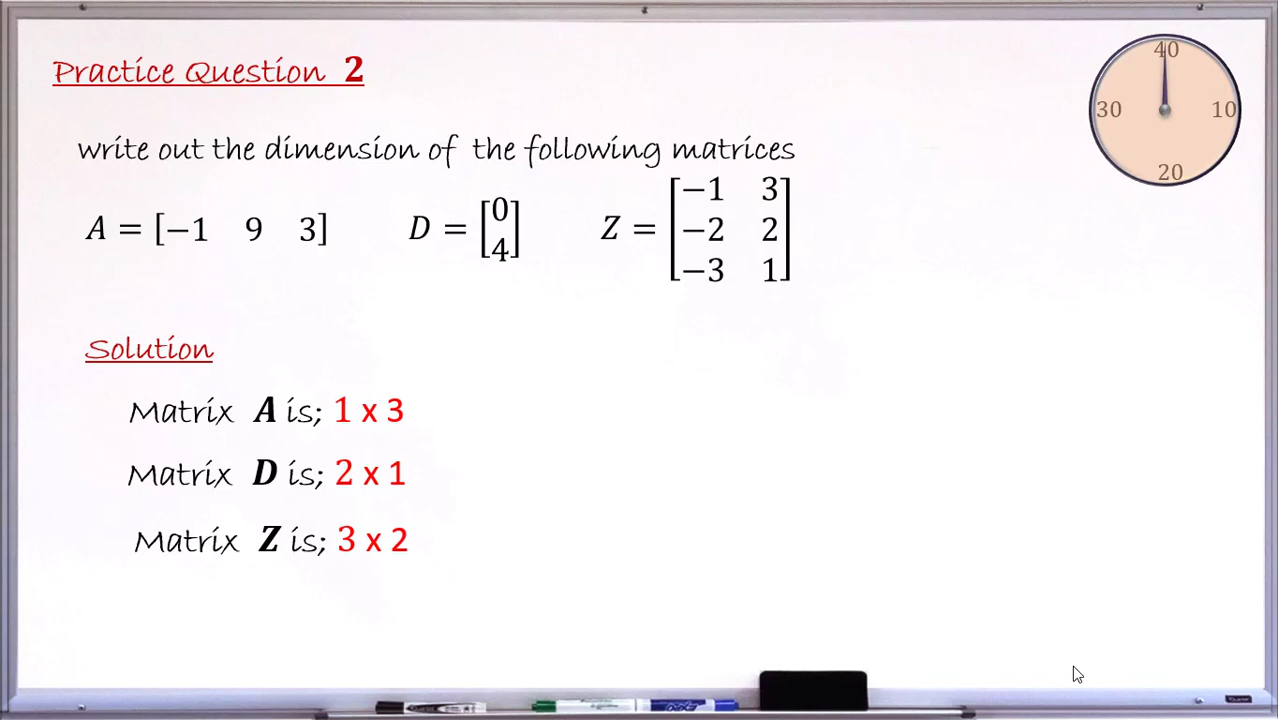 Practice Question 2
40
30
10
20
write out the dimension of the following matrices
A = [−1 9 3] D = [0 4] Z = [−1 3 −2 2 −3 1]
Solution
Matrix A is; 1 x 3
Matrix D is; 2 x 1
Matrix Z is; 3 x 2